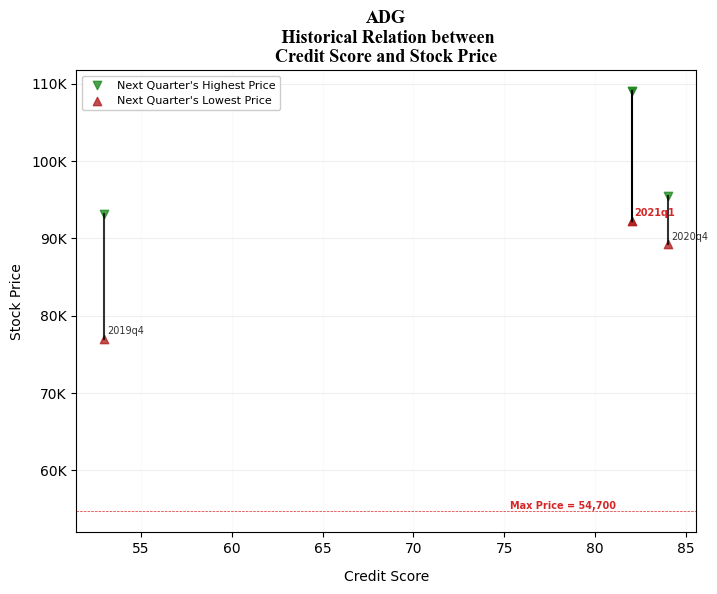 ADG
Historical Relation between
Credit Score and Stock Price
Next Quarter's Highest Price
Next Quarter's Lowest Price
110K
100K
90K
80K
70K
60K
Stock Price
2021q1
2020q4
2019q4
Max Price = 54,700
55
60
65
70
75
80
85
Credit Score